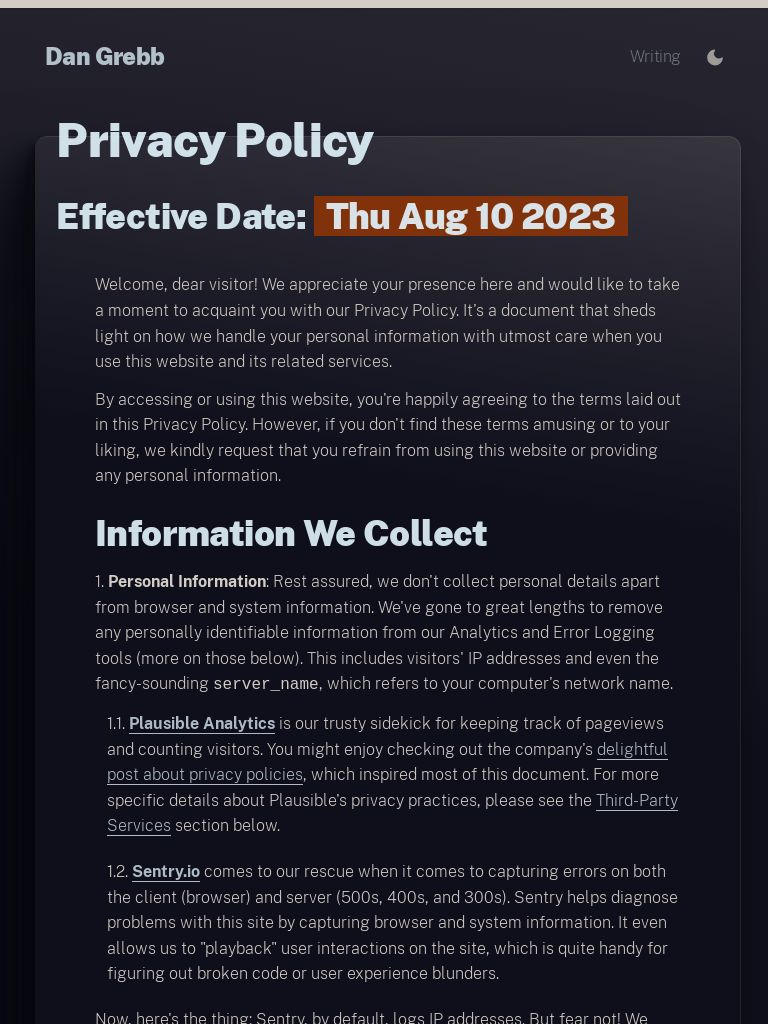 Dan Grebb
Writing
Privacy Policy
Effective Date: Thu Aug 10 2023
Welcome, dear visitor! We appreciate your presence here and would like to take
a moment to acquaint you with our Privacy Policy. It's a document that sheds
light on how we handle your personal information with utmost care when you
use this website and its related services.
By accessing or using this website, you're happily agreeing to the terms laid out
in this Privacy Policy. However, if you don't find these terms amusing or to your
liking, we kindly request that you refrain from using this website or providing
any personal information.
Information We Collect
1. Personal Information: Rest assured, we don't collect personal details apart
from browser and system information. We've gone to great lengths to remove
any personally identifiable information from our Analytics and Error Logging
tools (more on those below). This includes visitors' IP addresses and even the
fancy-sounding server_name, which refers to your computer's network name.
1.1. Plausible Analytics is our trusty sidekick for keeping track of pageviews
and counting visitors. You might enjoy checking out the company's delightful
post about privacy policies, which inspired most of this document. For more
specific details about Plausible's privacy practices, please see the Third-Party
Services section below.
1.2. Sentry.io comes to our rescue when it comes to capturing errors on both
the client (browser) and server (500s, 400s, and 300s). Sentry helps diagnose
problems with this site by capturing browser and system information. It even
allows us to "playback" user interactions on the site, which is quite handy for
figuring out broken code or user experience blunders.
Now, here's the thing: Sentry, by default, logs IP addresses. But fear not! We